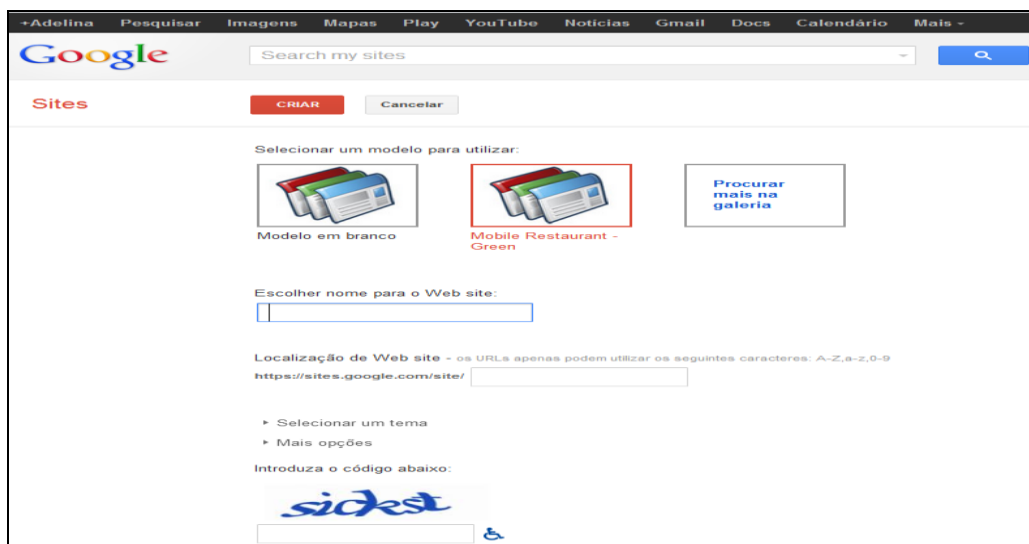 +Adelina Pesquisar Imagens Mapas Play YouTube Notícias Gmail Docs Calendário Mais
Google Search my sites
Sites CRIAR Cancelar
Selecionar um modelo para utilizar:
Procurar
mais na
galeria
Modelo em branco
Mobile Restaurant -
Green
Escolher nome para o Web site:
Localização de Web site - os URLs apenas podem utilizar os seguintes caracteres: A-Z,a-z,0-9
https://sites.google.com/site/
Selecionar um tema
Mais opções
Introduza o código abaixo: